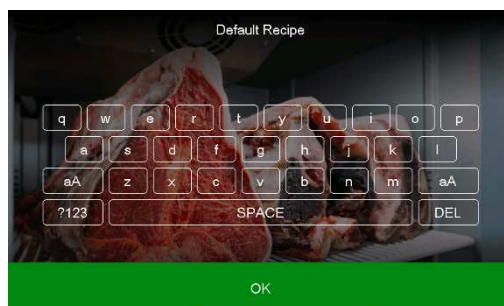 Default Recipe
q w e r t y u i o p
a s d f g h j k l
aA z x c v b n m aA
?123 SPACE DEL
OK